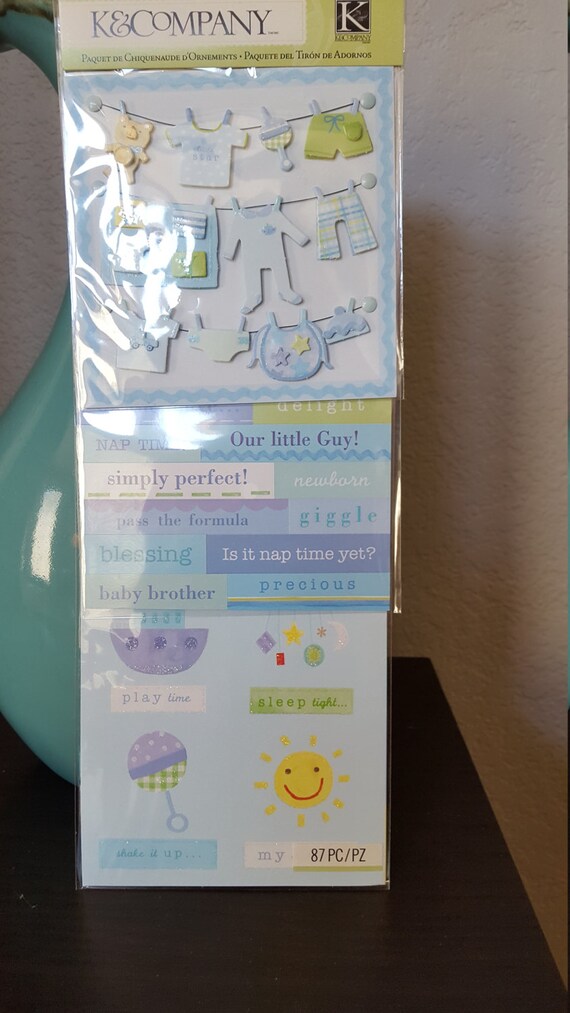 K&COMPANY
K
K&COMPANY
PAQUET DE CHIQUENAUDE D'ORNEMENTS • PAQUETE DEL TIRÓN DE ADORNOS
delight
NAP TIME
Our little Guy!
simply perfect!
newborn
pass the formula
giggle
blessing
Is it nap time yet?
baby brother
precious
play time
sleep tight...
shake it up...
my
87 PC/PZ